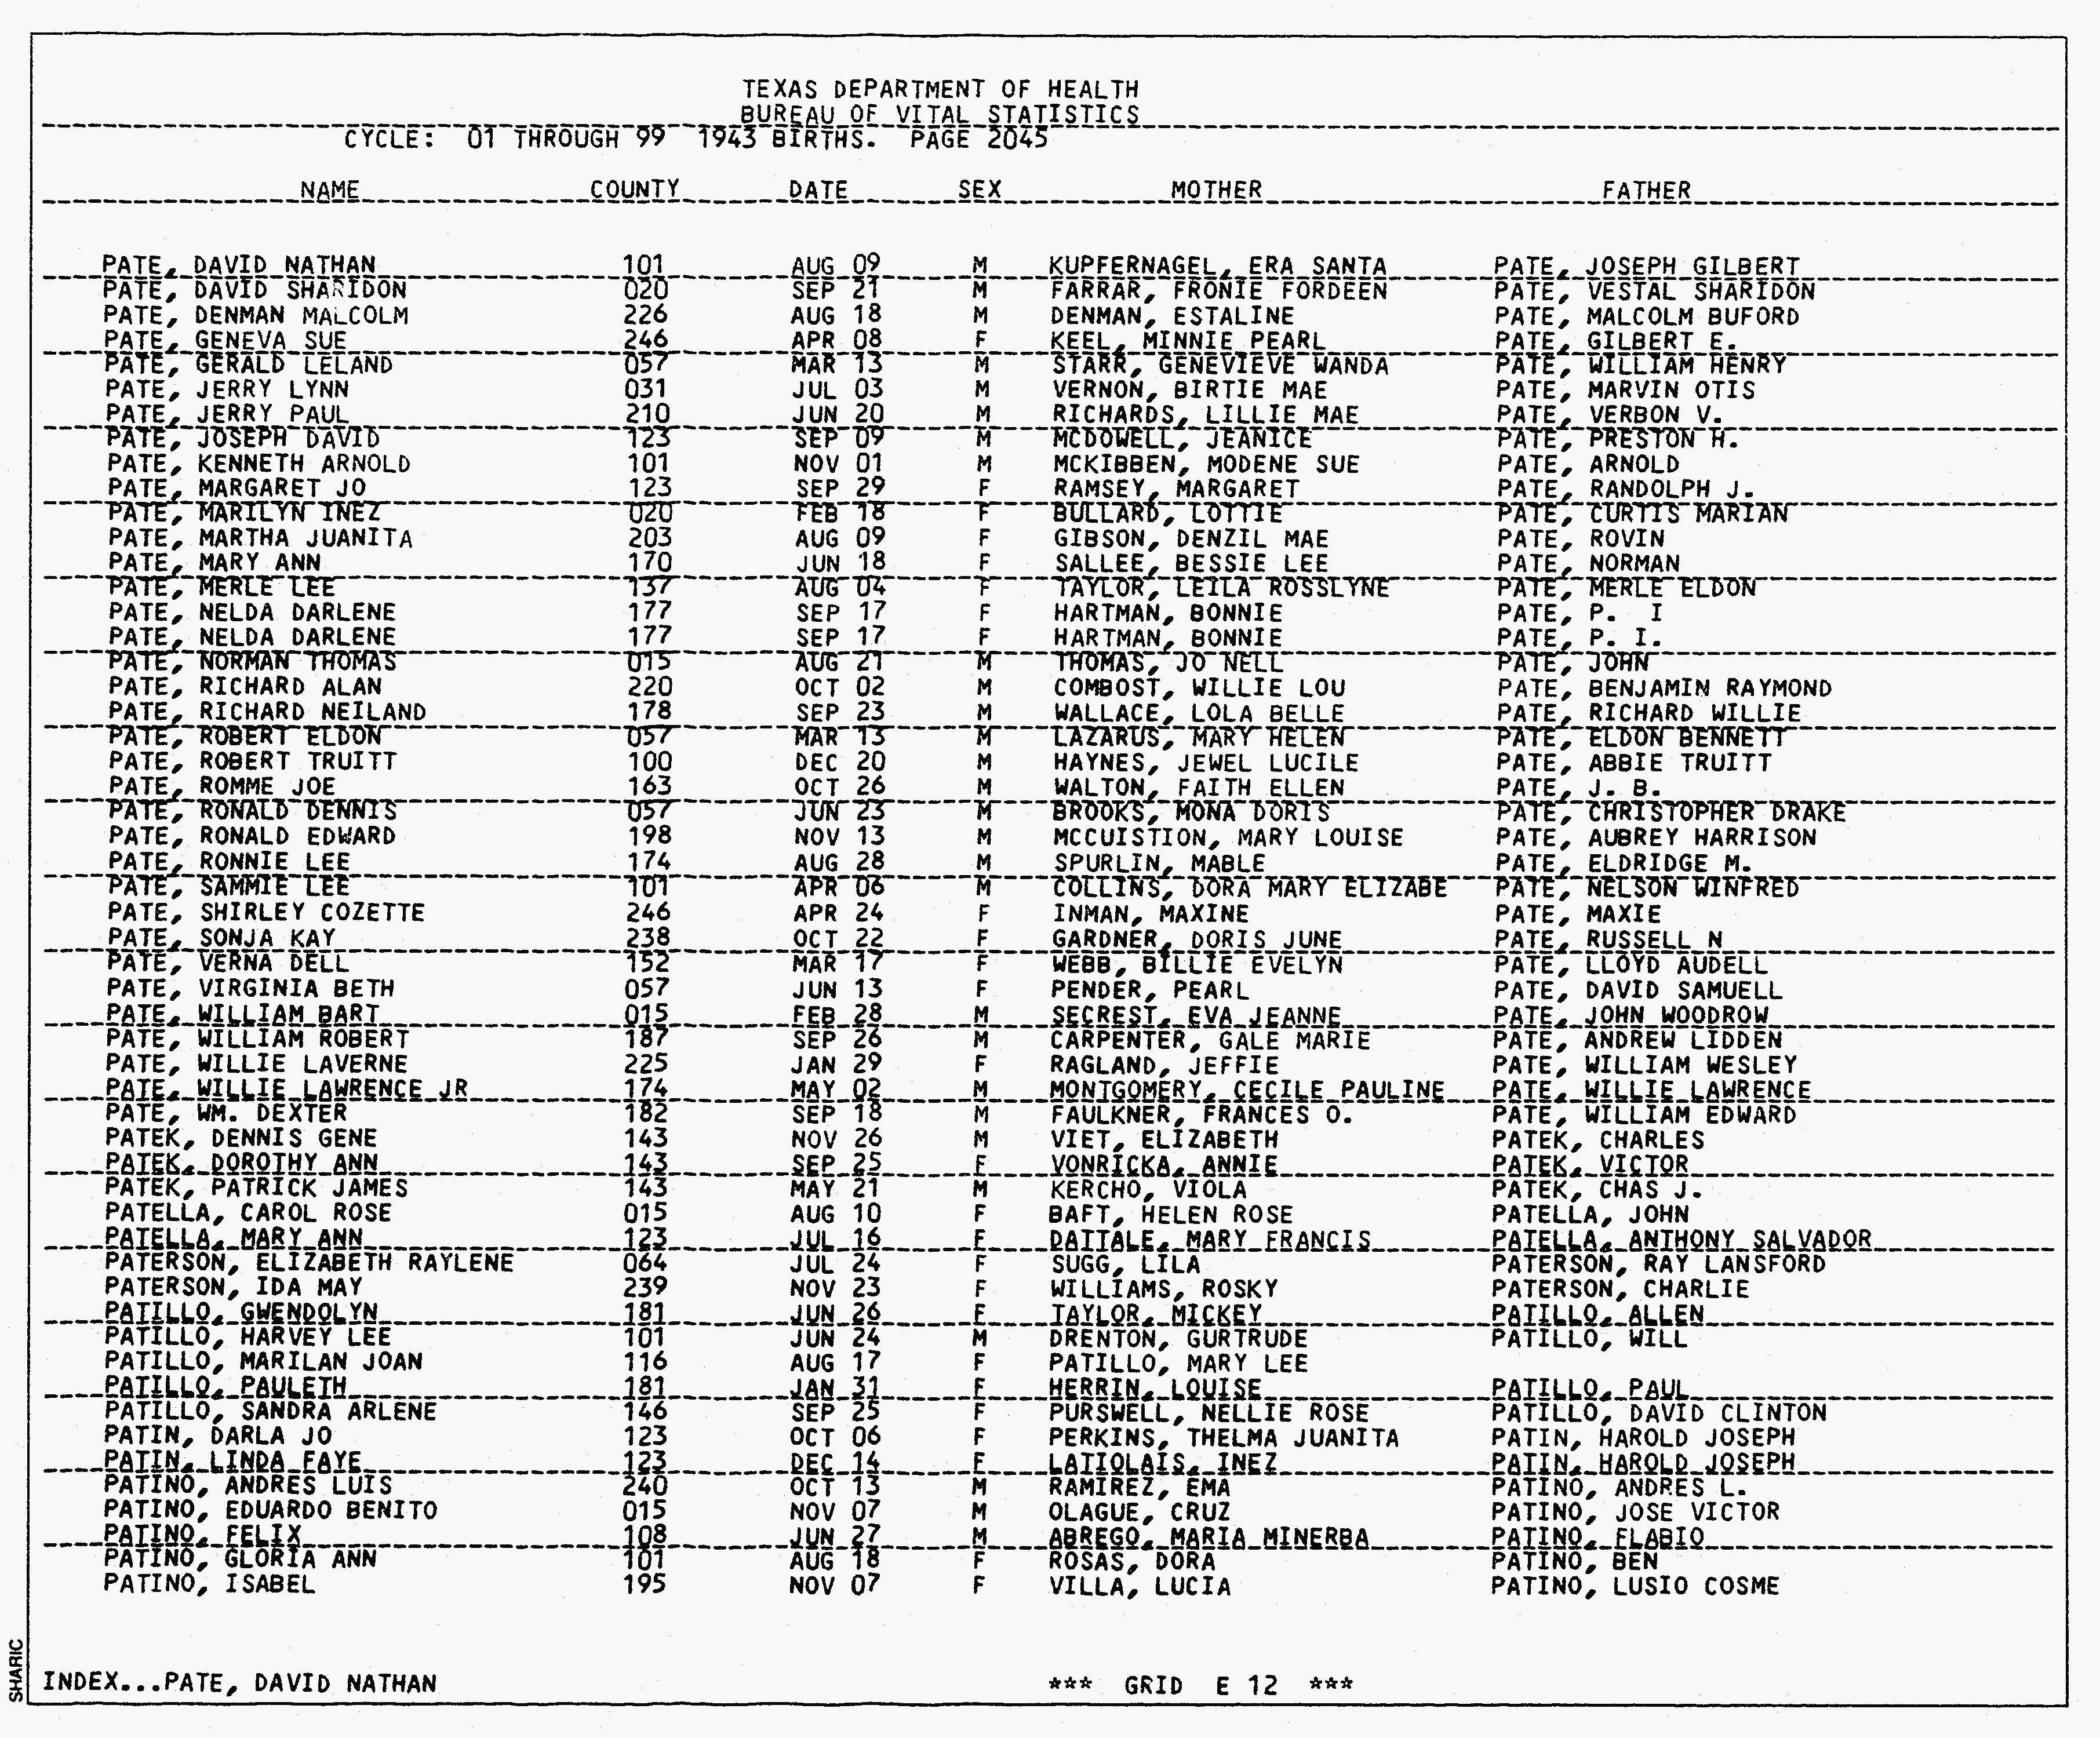 TEXAS DEPARTMENT OF HEALTH
BUREAU OF VITAL STATISTICS
CYCLE: 01 THROUGH 99 1943 BIRTHS. PAGE 2045
NAME COUNTY DATE SEX MOTHER FATHER
PATE, DAVID NATHAN 101 AUG 09 M KUPFERNAGEL, ERA SANTA PATE, JOSEPH GILBERT
PATE, DAVID SHARIDON 020 SEP 21 M FARRAR, FRONIE FORDEEN PATE, VESTAL SHARIDON
PATE, DENMAN MALCOLM 226 AUG 18 M DENMAN, ESTALINE PATE, MALCOLM BUFORD
PATE, GENEVA SUE 246 APR 08 F KEEL, MINNIE PEARL PATE, GILBERT E.
PATE, GERALD LELAND 057 MAR 13 M STARR, GENEVIEVE WANDA PATE, WILLIAM HENRY
PATE, JERRY LYNN 031 JUL 03 M VERNON, BIRTIE MAE PATE, MARVIN OTIS
PATE, JERRY PAUL 210 JUN 20 M RICHARDS, LILLIE MAE PATE, VERBON V.
PATE, JOSEPH DAVID 123 SEP 09 M MCDOWELL, JEANICE PATE, PRESTON H.
PATE, KENNETH ARNOLD 101 NOV 01 M MCKIBBEN, MODENE SUE PATE, ARNOLD
PATE, MARGARET JO 123 SEP 29 F RAMSEY, MARGARET PATE, RANDOLPH J.
PATE, MARILYN INEZ 020 FEB 18 F BULLARD, LOTTIE PATE, CURTIS MARIAN
PATE, MARTHA JUANITA 203 AUG 09 F GIBSON, DENZIL MAE PATE, ROVIN
PATE, MARY ANN 170 JUN 18 F SALLEE, BESSIE LEE PATE, NORMAN
PATE, MERLE LEE 137 AUG 04 F TAYLOR, LEILA ROSSLYNE PATE, MERLE ELDON
PATE, NELDA DARLENE 177 SEP 17 F HARTMAN, BONNIE PATE, P. I
PATE, NELDA DARLENE 177 SEP 17 F HARTMAN, BONNIE PATE, P. I.
PATE, NORMAN THOMAS 015 AUG 21 M THOMAS, JO NELL PATE, JOHN
PATE, RICHARD ALAN 220 OCT 02 M COMBOST, WILLIE LOU PATE, BENJAMIN RAYMOND
PATE, RICHARD NEILAND 178 SEP 23 M WALLACE, LOLA BELLE PATE, RICHARD WILLIE
PATE, ROBERT ELDON 057 MAR 13 M LAZARUS, MARY HELEN PATE, ELDON BENNETT
PATE, ROBERT TRUITT 100 DEC 20 M HAYNES, JEWEL LUCILE PATE, ABBIE TRUITT
PATE, ROMME JOE 163 OCT 26 M WALTON, FAITH ELLEN PATE, J. B.
PATE, RONALD DENNIS 057 JUN 23 M BROOKS, MONA DORIS PATE, CHRISTOPHER DRAKE
PATE, RONALD EDWARD 198 NOV 13 M MCCUISTION, MARY LOUISE PATE, AUBREY HARRISON
PATE, RONNIE LEE 174 AUG 28 M SPURLIN, MABLE PATE, ELDRIDGE M.
PATE, SAMMIE LEE 101 APR 06 M COLLINS, DORA MARY ELIZABE PATE, NELSON WINFRED
PATE, SHIRLEY COZETTE 246 APR 24 F INMAN, MAXINE PATE, MAXIE
PATE, SONJA KAY 238 OCT 22 F GARDNER, DORIS JUNE PATE, RUSSELL N
PATE, VERNA DELL 152 MAR 17 F WEBB, BILLIE EVELYN PATE, LLOYD AUDELL
PATE, VIRGINIA BETH 057 JUN 13 F PENDER, PEARL PATE, DAVID SAMUELL
PATE, WILLIAM BART 015 FEB 28 M SECREST, EVA JEANNE PATE, JOHN WOODROW
PATE, WILLIAM ROBERT 187 SEP 26 M CARPENTER, GALE MARIE PATE, ANDREW LIDDEN
PATE, WILLIE LAVERNE 225 JAN 29 F RAGLAND, JEFFIE PATE, WILLIAM WESLEY
PATE, WILLIE LAWRENCE JR 174 MAY 02 M MONTGOMERY, CECILE PAULINE PATE, WILLIE LAWRENCE
PATE, WM. DEXTER 182 SEP 18 M FAULKNER, FRANCES O. PATE, WILLIAM EDWARD
PATEK, DENNIS GENE 143 NOV 26 M VIET, ELIZABETH PATEK, CHARLES
PATEK, DOROTHY ANN 143 SEP 25 F VONRICKA, ANNIE PATEK, VICTOR
PATEK, PATRICK JAMES 143 MAY 21 M KERCHO, VIOLA PATEK, CHAS J.
PATELLA, CAROL ROSE 015 AUG 10 F BAFT, HELEN ROSE PATELLA, JOHN
PATELLA, MARY ANN 123 JUL 16 F DATTALE, MARY FRANCIS PATELLA, ANTHONY SALVADOR
PATERSON, ELIZABETH RAYLENE 064 JUL 24 F SUGG, LILA PATERSON, RAY LANSFORD
PATERSON, IDA MAY 239 NOV 23 F WILLIAMS, ROSKY PATERSON, CHARLIE
PATILLO, GWENDOLYN 181 JUN 26 F TAYLOR, MICKEY PATILLO, ALLEN
PATILLO, HARVEY LEE 101 JUN 24 M DRENTON, GURTRUDE PATILLO, WILL
PATILLO, MARILAN JOAN 116 AUG 17 F PATILLO, MARY LEE
PATILLO, PAULETH 181 JAN 31 F HERRIN, LOUISE PATILLO, PAUL
PATILLO, SANDRA ARLENE 146 SEP 25 F PURSWELL, NELLIE ROSE PATILLO, DAVID CLINTON
PATIN, DARLA JO 123 OCT 06 F PERKINS, THELMA JUANITA PATIN, HAROLD JOSEPH
PATIN, LINDA FAYE 123 DEC 14 F LATIOLAIS, INEZ PATIN, HAROLD JOSEPH
PATINO, ANDRES LUIS 240 OCT 13 M RAMIREZ, EMA PATINO, ANDRES L.
PATINO, EDUARDO BENITO 015 NOV 07 M OLAGUE, CRUZ PATINO, JOSE VICTOR
PATINO, FELIX 108 JUN 27 M ABREGO, MARIA MINERBA PATINO, FLABIO
PATINO, GLORIA ANN 101 AUG 18 F ROSAS, DORA PATINO, BEN
PATINO, ISABEL 195 NOV 07 F VILLA, LUCIA PATINO, LUSIO COSME
SHARIC
INDEX...PATE, DAVID NATHAN *** GRID E 12 ***